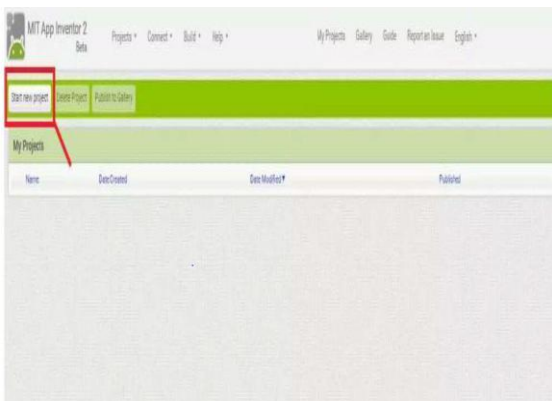 MIT App Inventor 2
Beta
Projects Connect Build Help My Projects Gallery Guide Report an Issue English
Start new project Delete Project Publish to Gallery
My Projects
Name Date Created Date Modified▼ Published